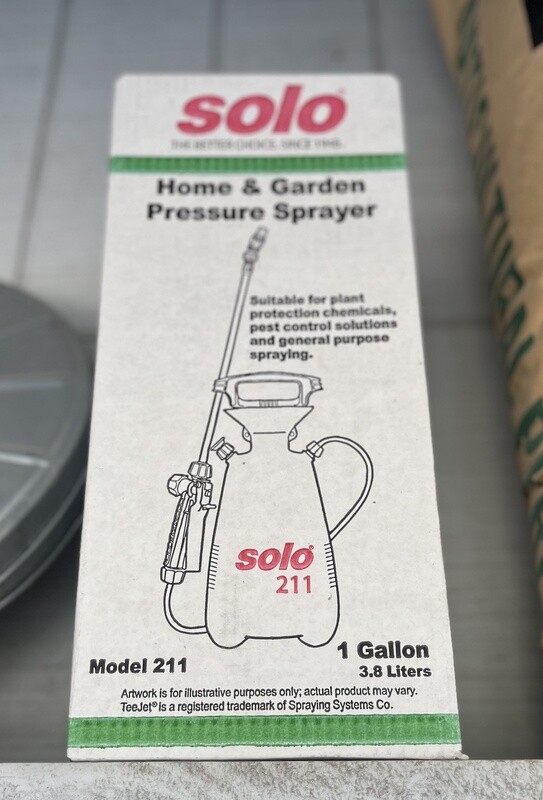 solo
THE BETTER CHOICE. SINCE 1948.
Home & Garden
Pressure Sprayer
Suitable for plant
protection chemicals,
pest control solutions
and general purpose
spraying.
solo®
211
1 Gallon
Model 211
3.8 Liters
Artwork is for illustrative purposes only; actual product may vary.
TeeJet® is a registered trademark of Spraying Systems Co.